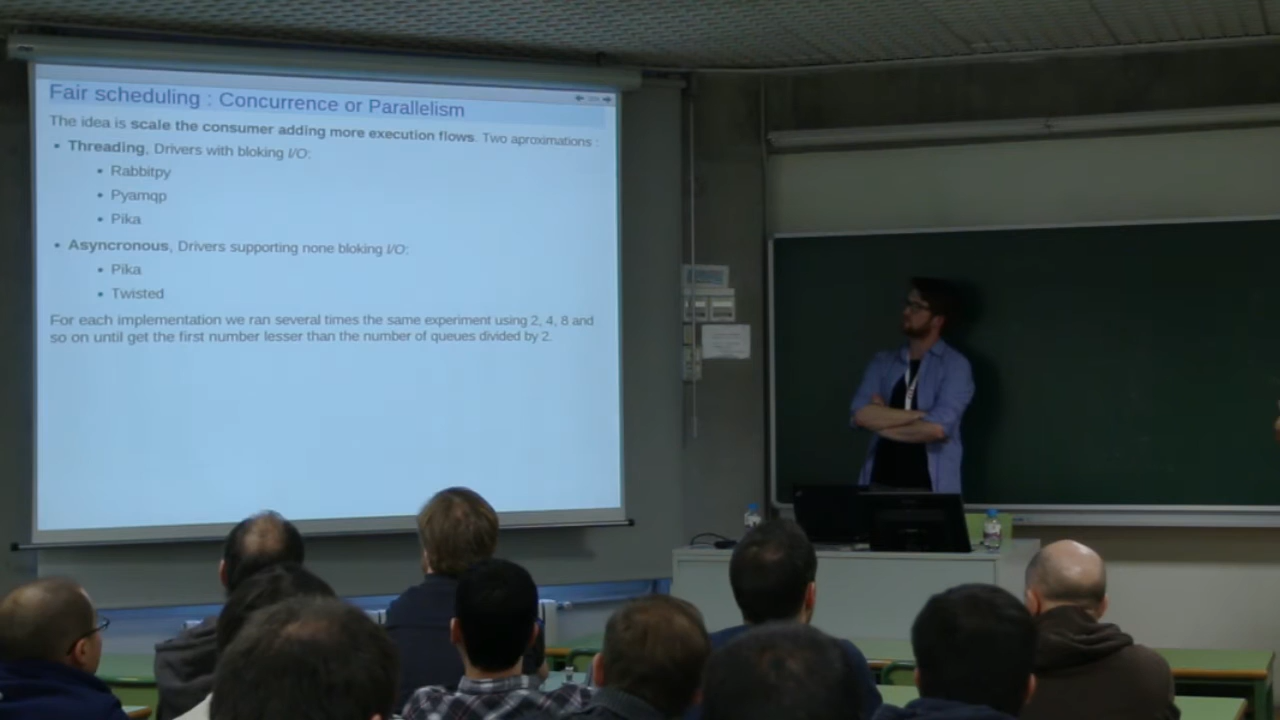 Fair scheduling : Concurrence or Parallelism
The idea is scale the consumer adding more execution flows. Two aproximations :
• Threading, Drivers with bloking I/O:
• Rabbitpy
• Pyamqp
• Pika
• Asyncronous, Drivers supporting none bloking I/O:
• Pika
• Twisted
For each implementation we ran several times the same experiment using 2, 4, 8 and
so on until get the first number lesser than the number of queues divided by 2.